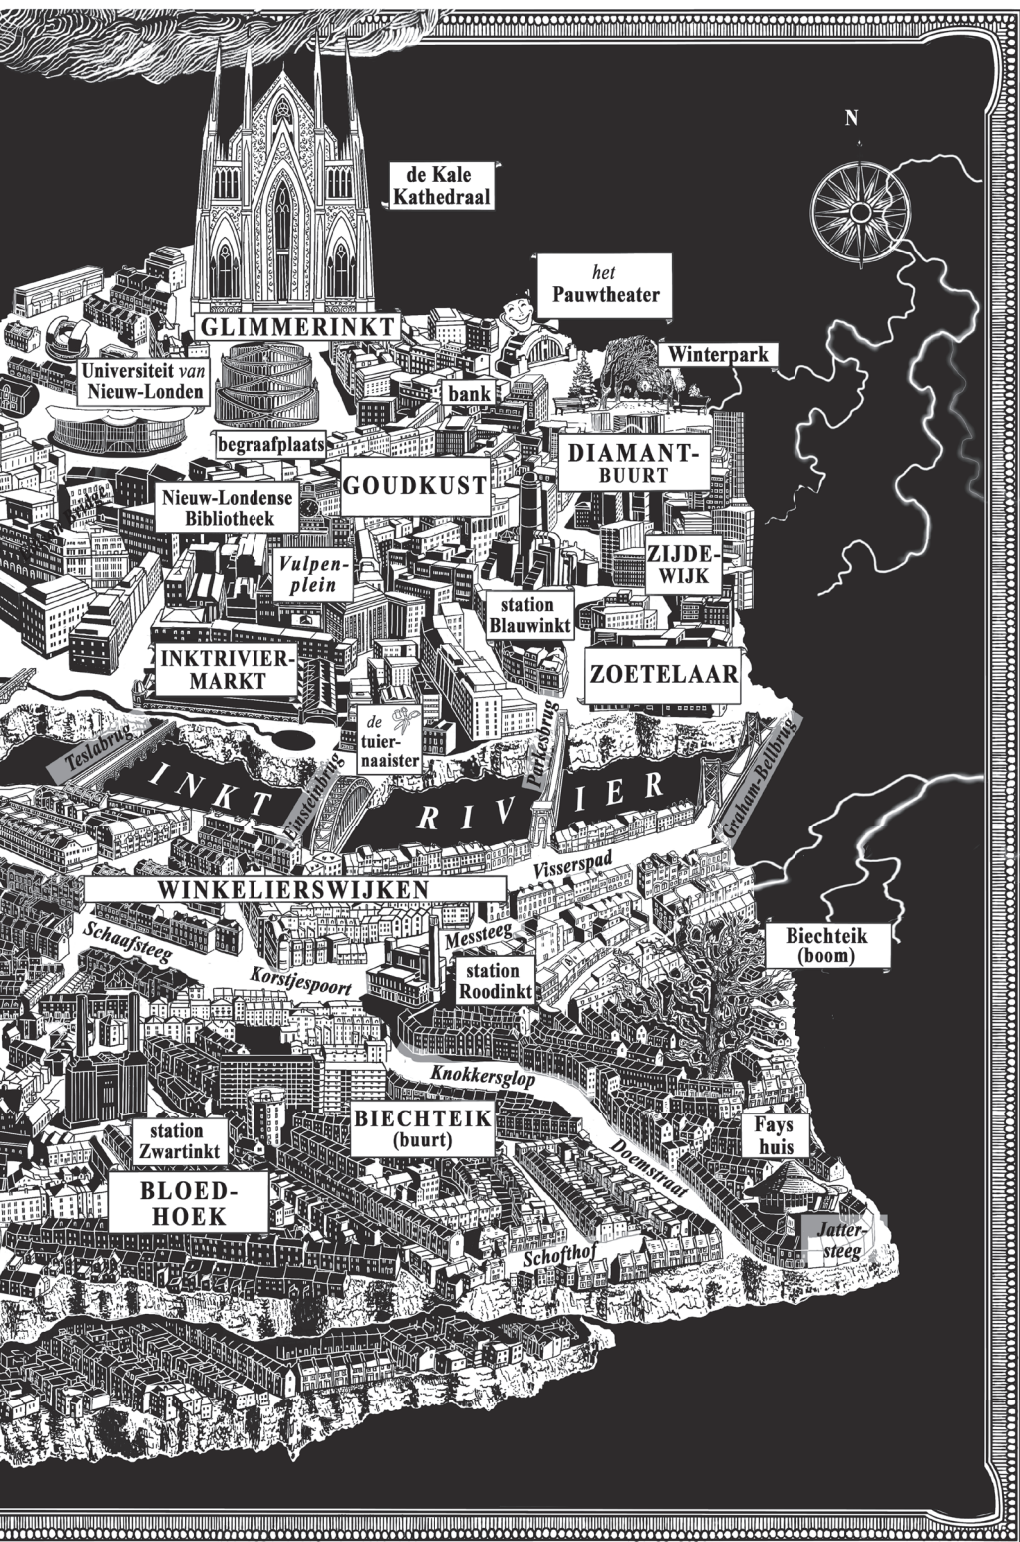 N
de Kale
Kathedraal
het
Pauwtheater
GLIMMERINKT
Winterpark
Universiteit van
Nieuw-Londen
bank
begraafplaats
DIAMANT-
BUURT
GOUDKUST
Nieuw-Londense
Bibliotheek
Bridge
ZIJDE-
WIJK
Vulpen-
plein
station
Blauwinkt
INKTRIVIER-
MARKT
ZOETELAAR
de
tuier-
naaister
Teslabrug
Einsteinbrug
Parkesbrug
Graham-Bellbrug
INKT RIVIER
Visserspad
WINKELIERSWIJKEN
Schaafsteeg
Messteeg
Biechteik
(boom)
Korstjespoort
station
Roodinkt
Knokkersglop
BIECHTEIK
(buurt)
Fays
huis
station
Zwartinkt
Doemstraat
BLOED-
HOEK
Jatter-
steeg
Schofthof